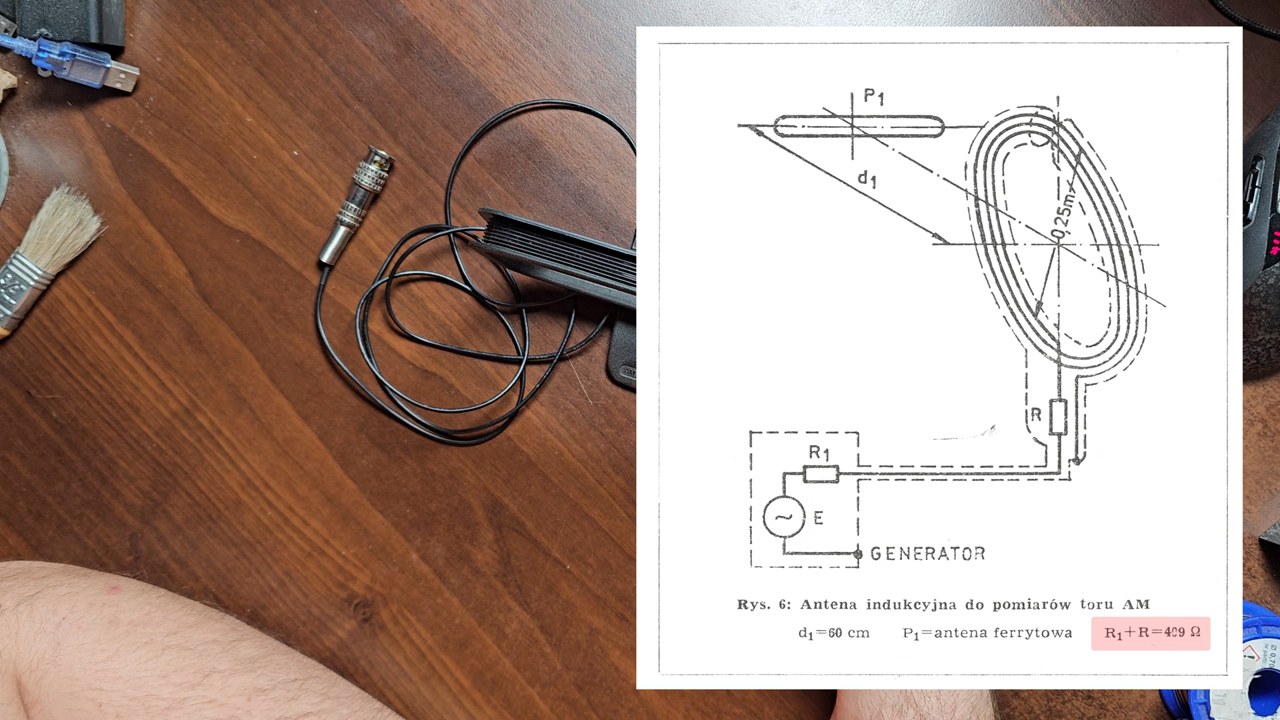 P1
d1
0,25m
R
R1
E
GENERATOR
Rys. 6: Antena indukcyjna do pomiarów toru AM
d1=60 cm P1=antena ferrytowa R1+R=409 Ω